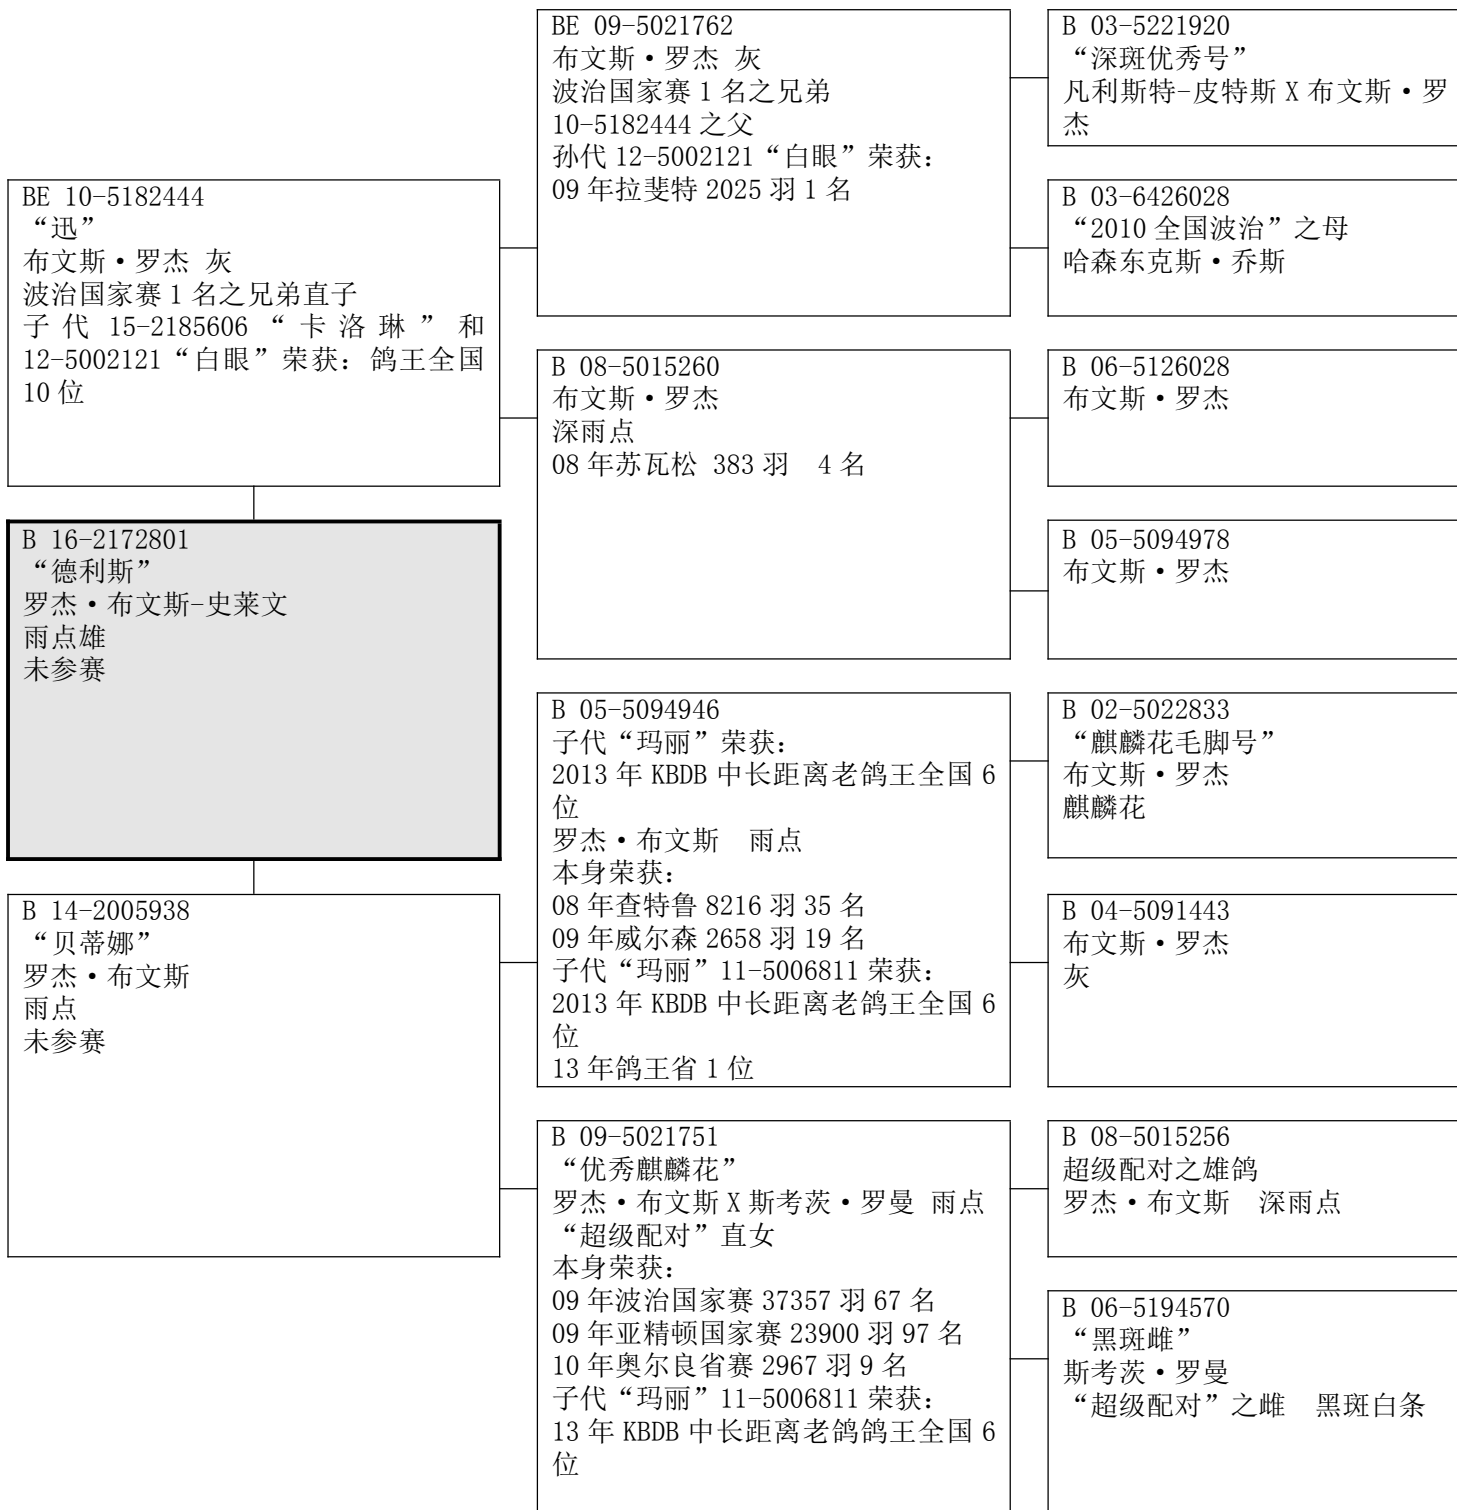 BE 10-5182444
“迅”
布文斯·罗杰 灰
波治国家赛 1 名之兄弟直子
子代 15-2185606 “卡洛琳”和
12-5002121“白眼”荣获：鸽王全国
10 位
B 16-2172801
“德利斯”
罗杰·布文斯-史莱文
雨点雄
未参赛
B 14-2005938
“贝蒂娜”
罗杰·布文斯
雨点
未参赛
BE 09-5021762
布文斯·罗杰 灰
波治国家赛 1 名之兄弟
10-5182444 之父
孙代 12-5002121“白眼”荣获：
09 年拉斐特 2025 羽 1 名
B 08-5015260
布文斯·罗杰
深雨点
08 年苏瓦松 383 羽 4 名
B 05-5094946
子代“玛丽”荣获：
2013 年 KBDB 中长距离老鸽王全国 6
位
罗杰·布文斯 雨点
本身荣获：
08 年查特鲁 8216 羽 35 名
09 年威尔森 2658 羽 19 名
子代“玛丽”11-5006811 荣获：
2013 年 KBDB 中长距离老鸽王全国 6
位
13 年鸽王省 1 位
B 09-5021751
“优秀麒麟花”
罗杰·布文斯 X 斯考茨·罗曼 雨点
“超级配对”直女
本身荣获：
09 年波治国家赛 37357 羽 67 名
09 年亚精顿国家赛 23900 羽 97 名
10 年奥尔良省赛 2967 羽 9 名
子代“玛丽”11-5006811 荣获：
13 年 KBDB 中长距离老鸽鸽王全国 6
位
B 03-5221920
“深斑优秀号”
凡利斯特-皮特斯 X 布文斯·罗
杰
B 03-6426028
“2010 全国波治”之母
哈森东克斯·乔斯
B 06-5126028
布文斯·罗杰
B 05-5094978
布文斯·罗杰
B 02-5022833
“麒麟花毛脚号”
布文斯·罗杰
麒麟花
B 04-5091443
布文斯·罗杰
灰
B 08-5015256
超级配对之雄鸽
罗杰·布文斯 深雨点
B 06-5194570
“黑斑雌”
斯考茨·罗曼
“超级配对”之雌 黑斑白条